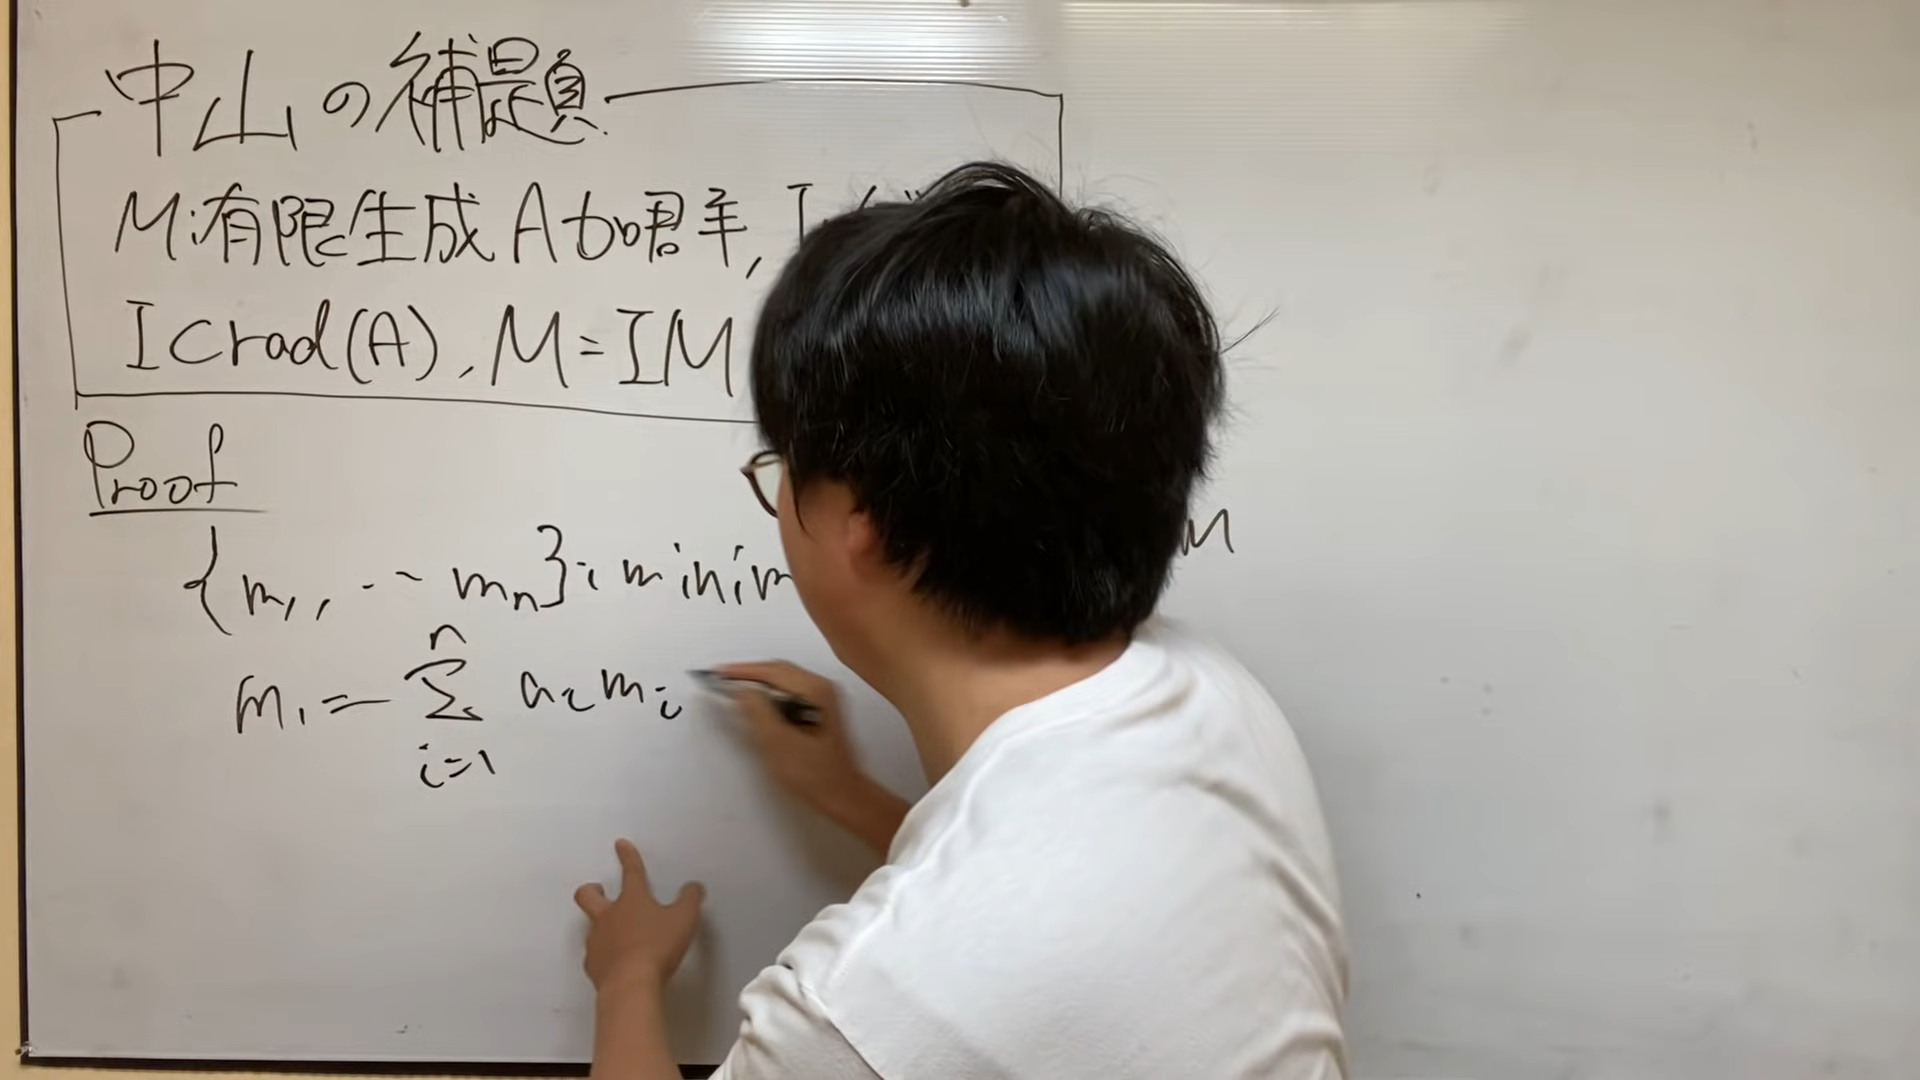 中山の補題
M:有限生成A加群, I
I⊂rad(A), M=IM
Proof
{m₁, ... mₙ}: minim M
m₁ = Σ_{i=1}^{n} aᵢmᵢ